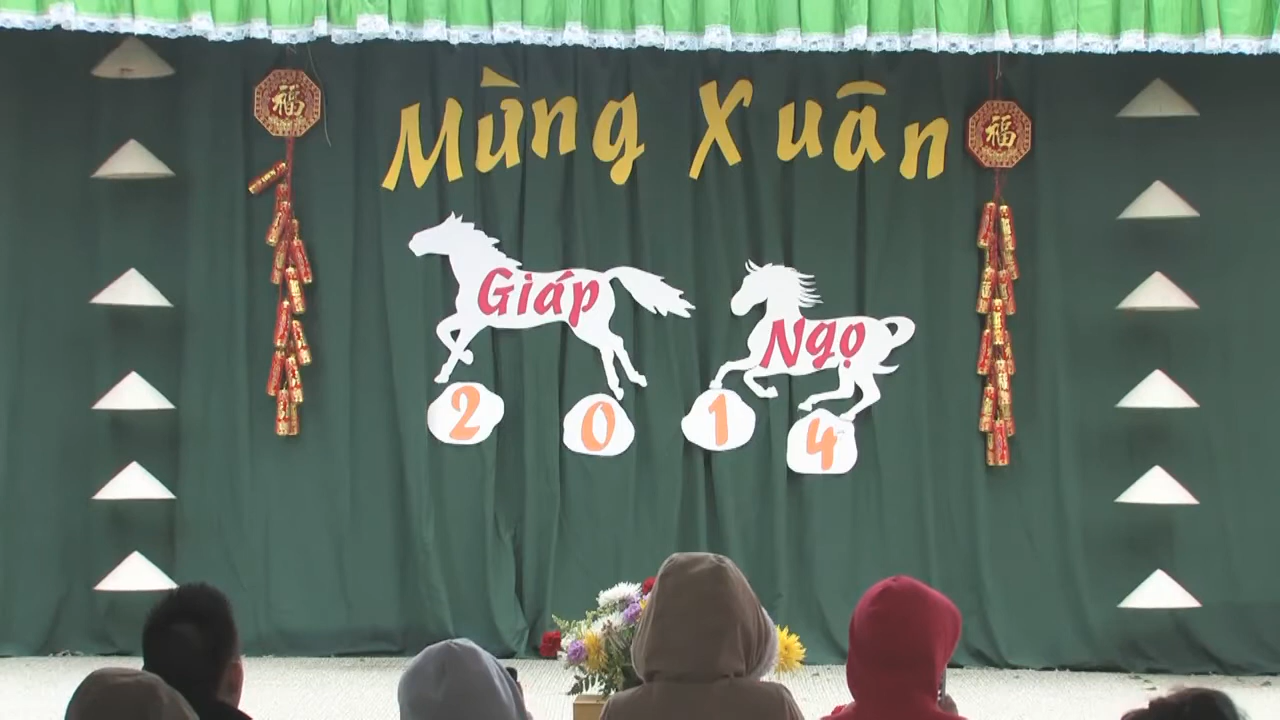 福
福
Mừng Xuân
Giáp
Ngọ
2014